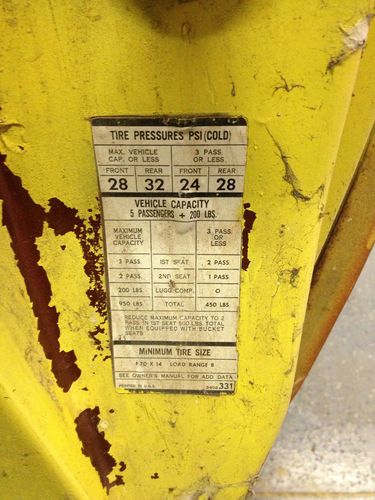 TIRE PRESSURES PSI (COLD)
MAX. VEHICLE CAP. OR LESS 3 PASS. OR LESS
FRONT REAR FRONT REAR
28 32 24 28
VEHICLE CAPACITY
5 PASSENGERS + 200 LBS.
MAXIMUM VEHICLE CAPACITY 3 PASS. OR LESS
3 PASS. 1ST SEAT 2 PASS.
2 PASS. 2ND SEAT 1 PASS.
200 LBS. LUGG COMP. 0
950 LBS. TOTAL 450 LBS.
REDUCE MAXIMUM CAPACITY TO 2
PASS. IN 1ST SEAT 800 LBS. TOTAL
WHEN EQUIPPED WITH BUCKET
SEATS
MINIMUM TIRE SIZE
F70 X 14 LOAD RANGE B
SEE OWNER'S MANUAL FOR ADD. DATA
PRINTED IN U.S.A. 331